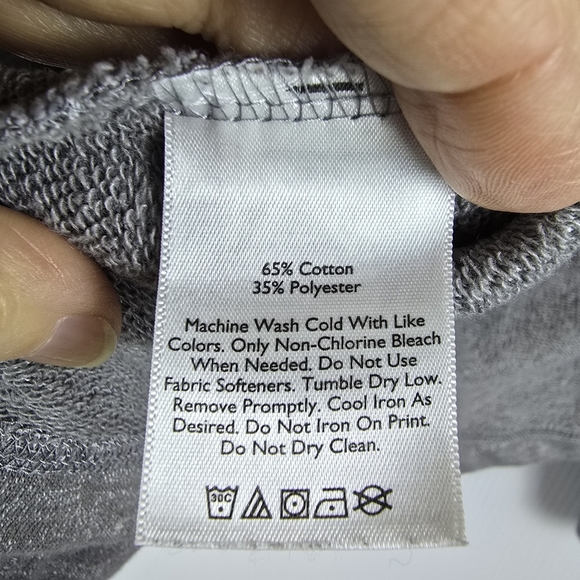 65% Cotton
35% Polyester
Machine Wash Cold With Like
Colors. Only Non-Chlorine Bleach
When Needed. Do Not Use
Fabric Softeners. Tumble Dry Low.
Remove Promptly. Cool Iron As
Desired. Do Not Iron On Print.
Do Not Dry Clean.
30C